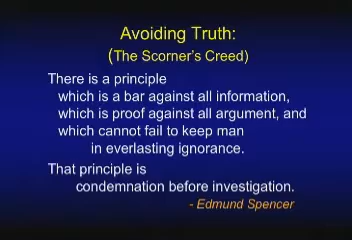 Avoiding Truth:
(The Scorner's Creed)
There is a principle
which is a bar against all information,
which is proof against all argument, and
which cannot fail to keep man
in everlasting ignorance.
That principle is
condemnation before investigation.
- Edmund Spencer